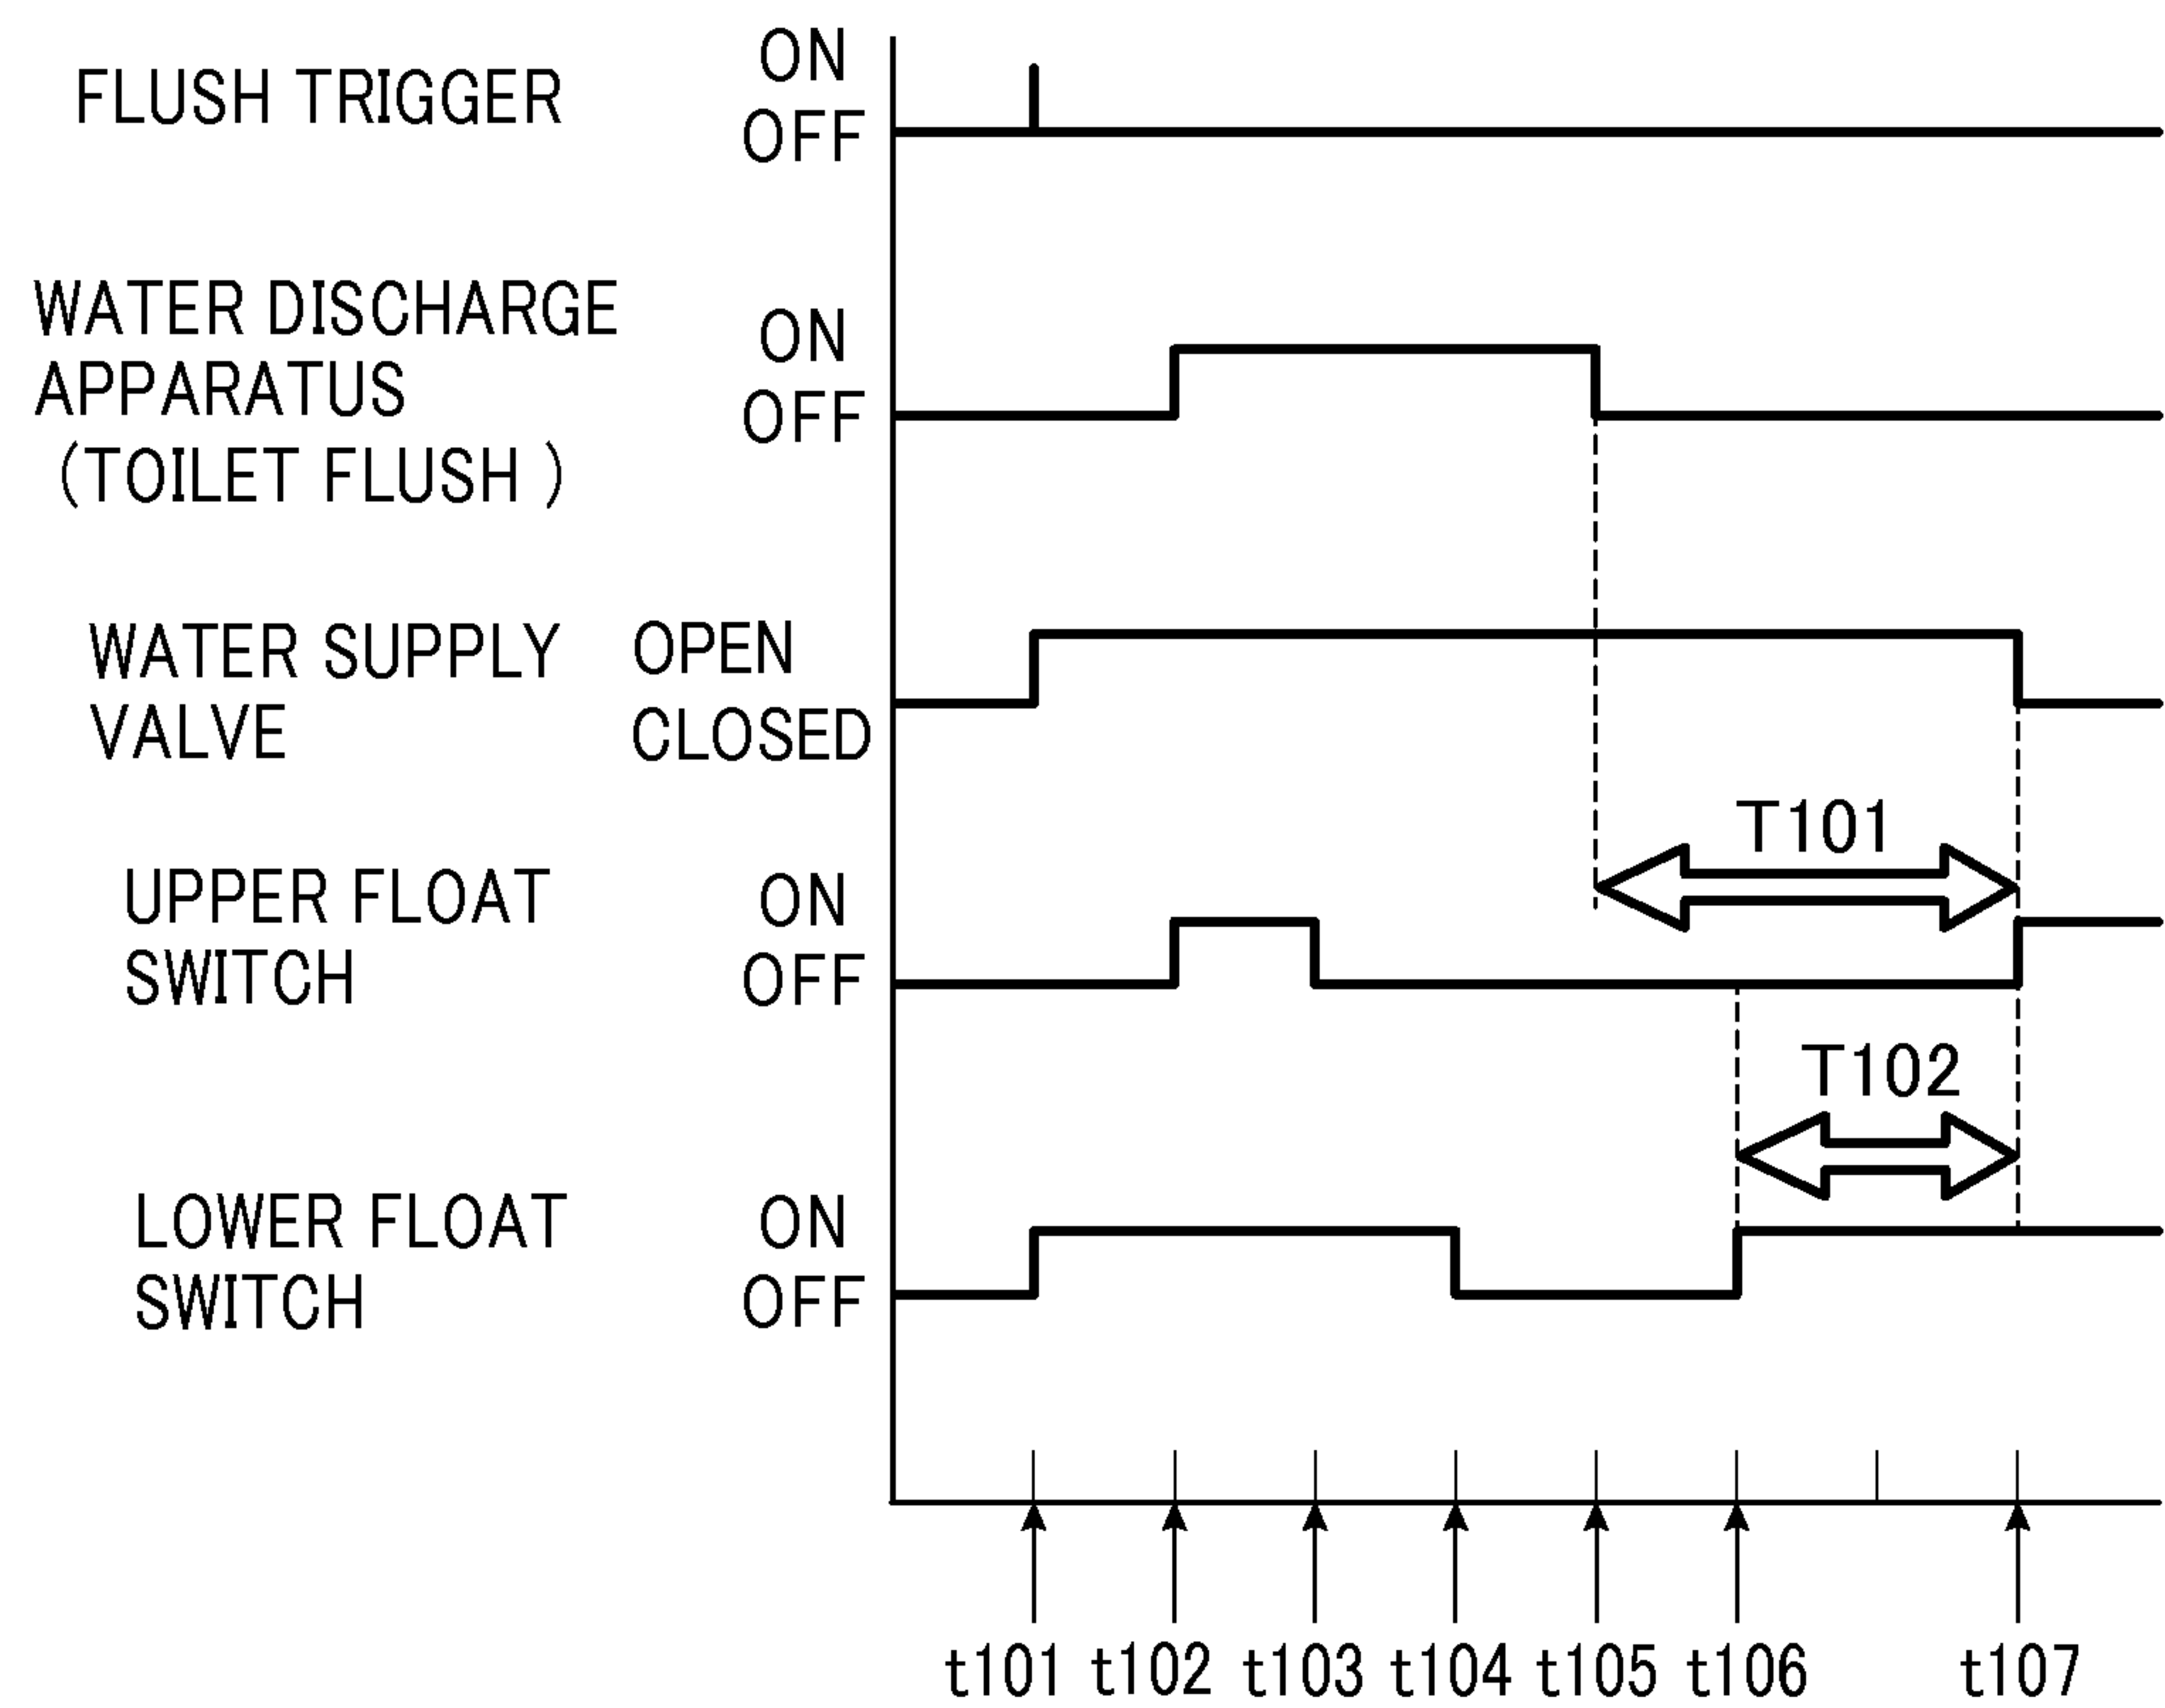 FLUSH TRIGGER
ON
OFF
WATER DISCHARGE
APPARATUS
(TOILET FLUSH )
ON
OFF
WATER SUPPLY
VALVE
OPEN
CLOSED
T101
UPPER FLOAT
SWITCH
ON
OFF
T102
LOWER FLOAT
SWITCH
ON
OFF
t101 t102 t103 t104 t105 t106 t107